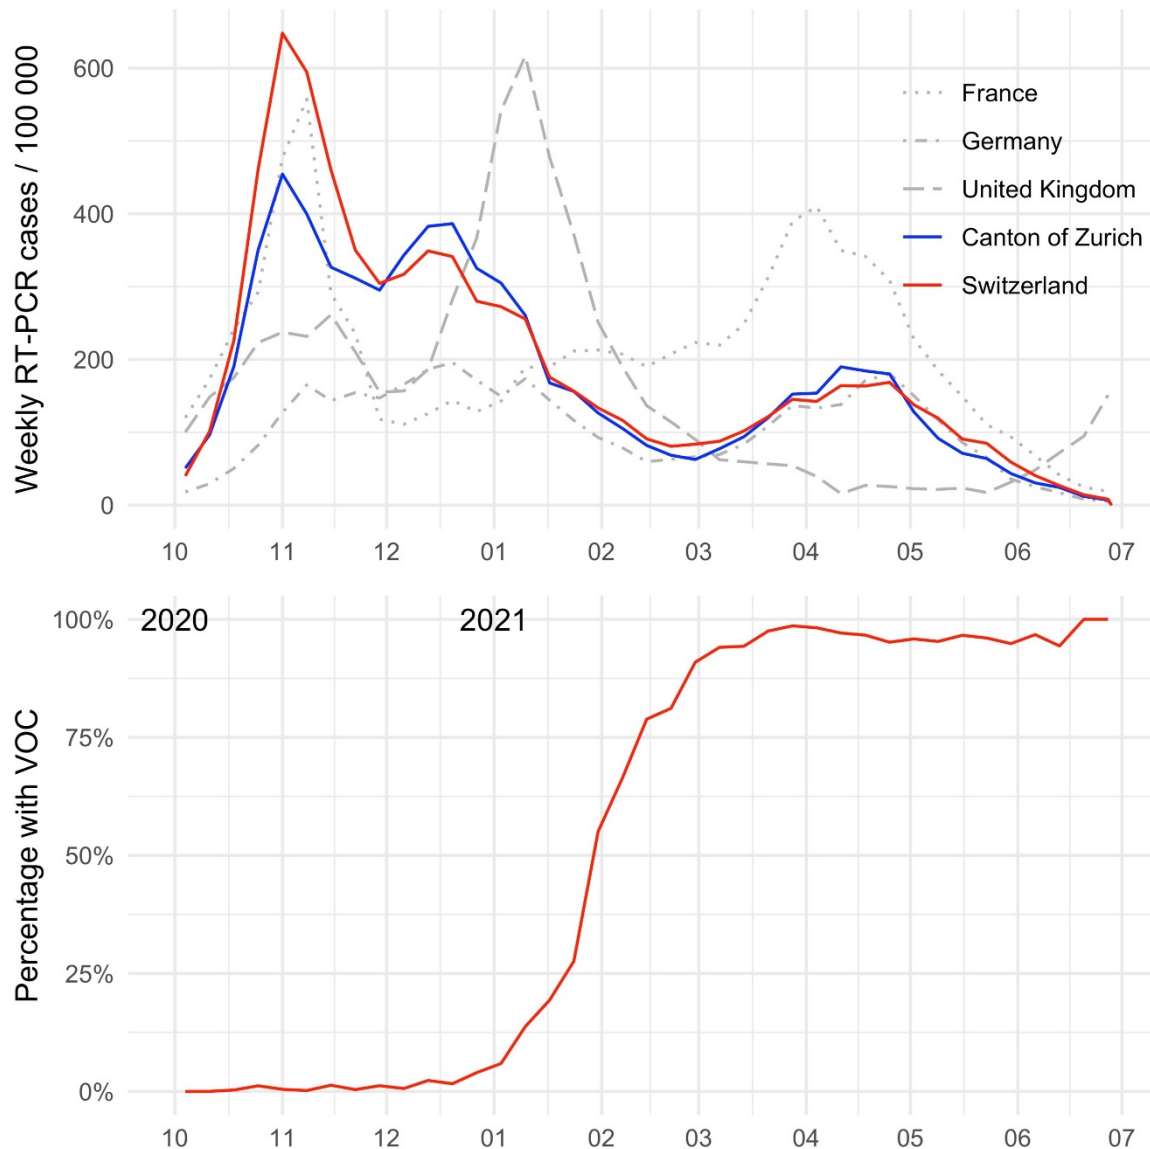 Weekly RT-PCR cases / 100 000
600
400
200
0
France
Germany
United Kingdom
Canton of Zurich
Switzerland
10 11 12 01 02 03 04 05 06 07
Percentage with VOC
100%
75%
50%
25%
0%
2020 2021
10 11 12 01 02 03 04 05 06 07